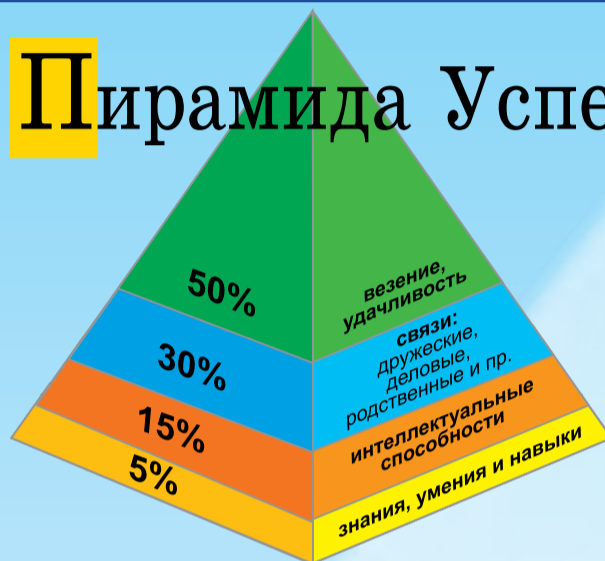 Пирамида Успе
50%
везение,
удачливость
30%
связи:
дружеские,
деловые,
родственные и пр.
15%
интеллектуальные
способности
5%
знания, умения и навыки